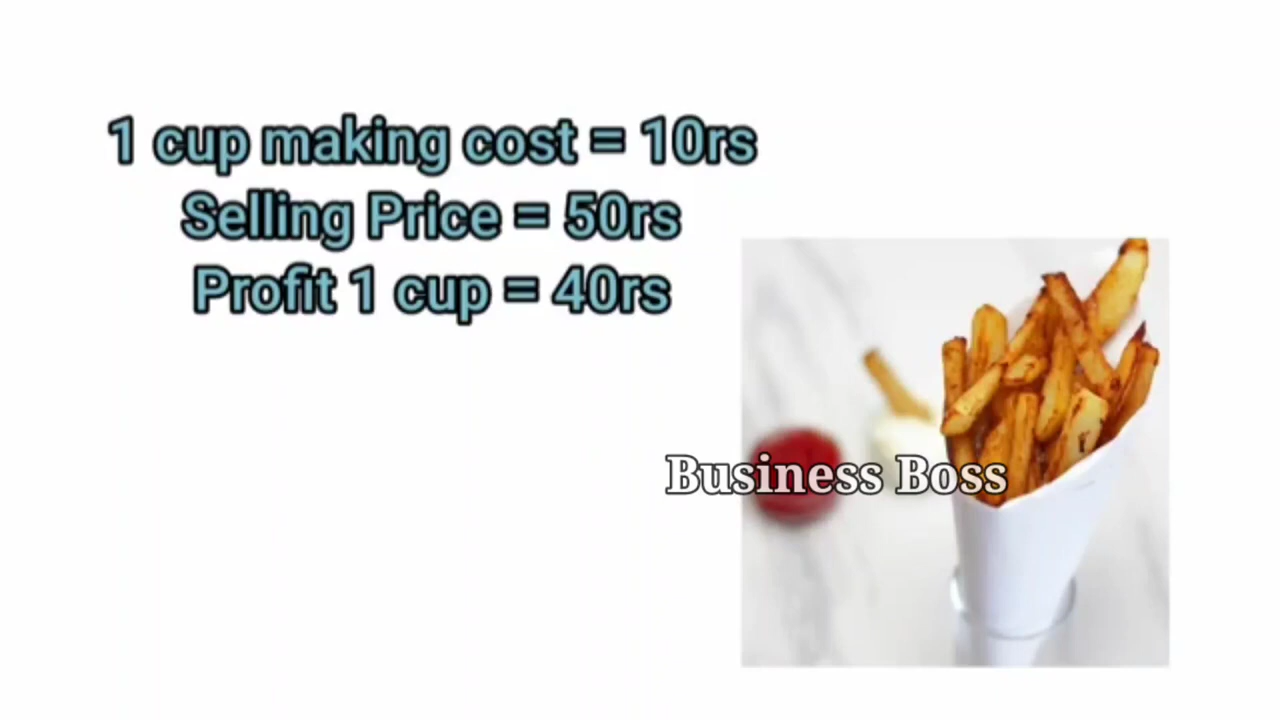 1 cup making cost = 10rs
Selling Price = 50rs
Profit 1 cup = 40rs
Business Boss